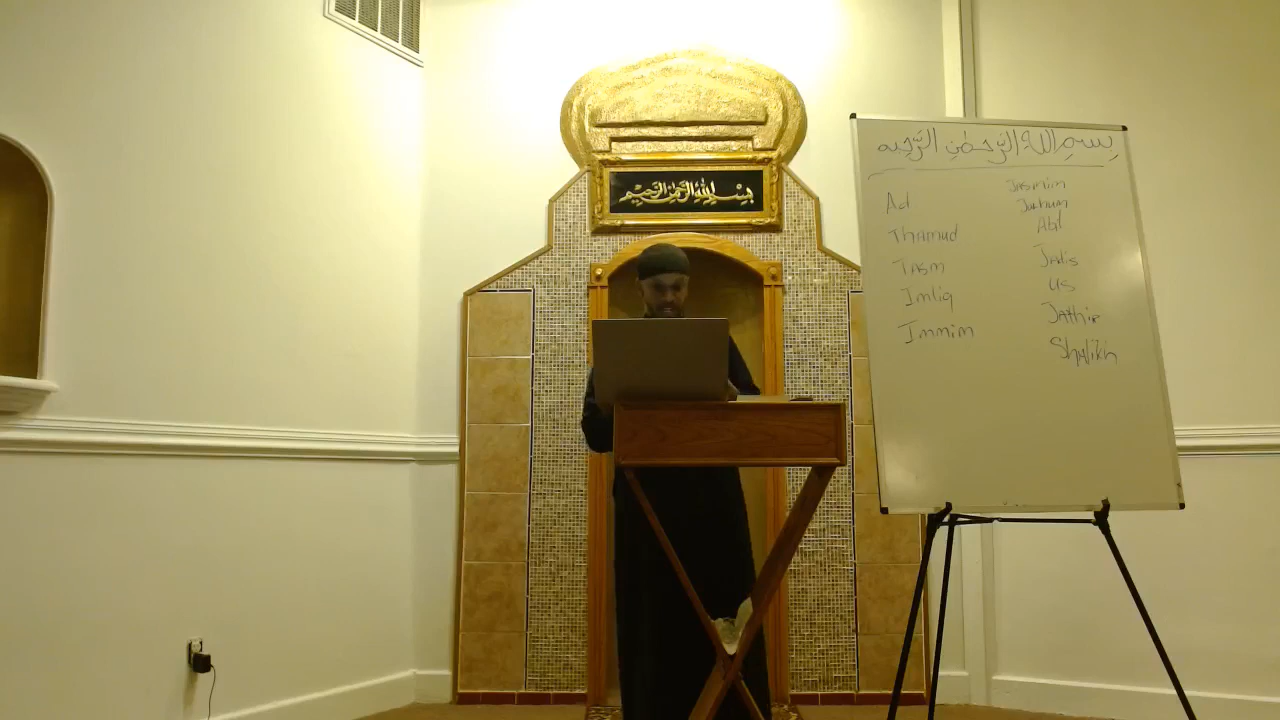 بسم الله الرحمن الرحيم
بسم الله الرحمن الرحيم
Ad
Thamud
Tasm
Imliq
Immim
Jasmim
Jurhum
Abil
Jadis
us
Jathir
Shalikh